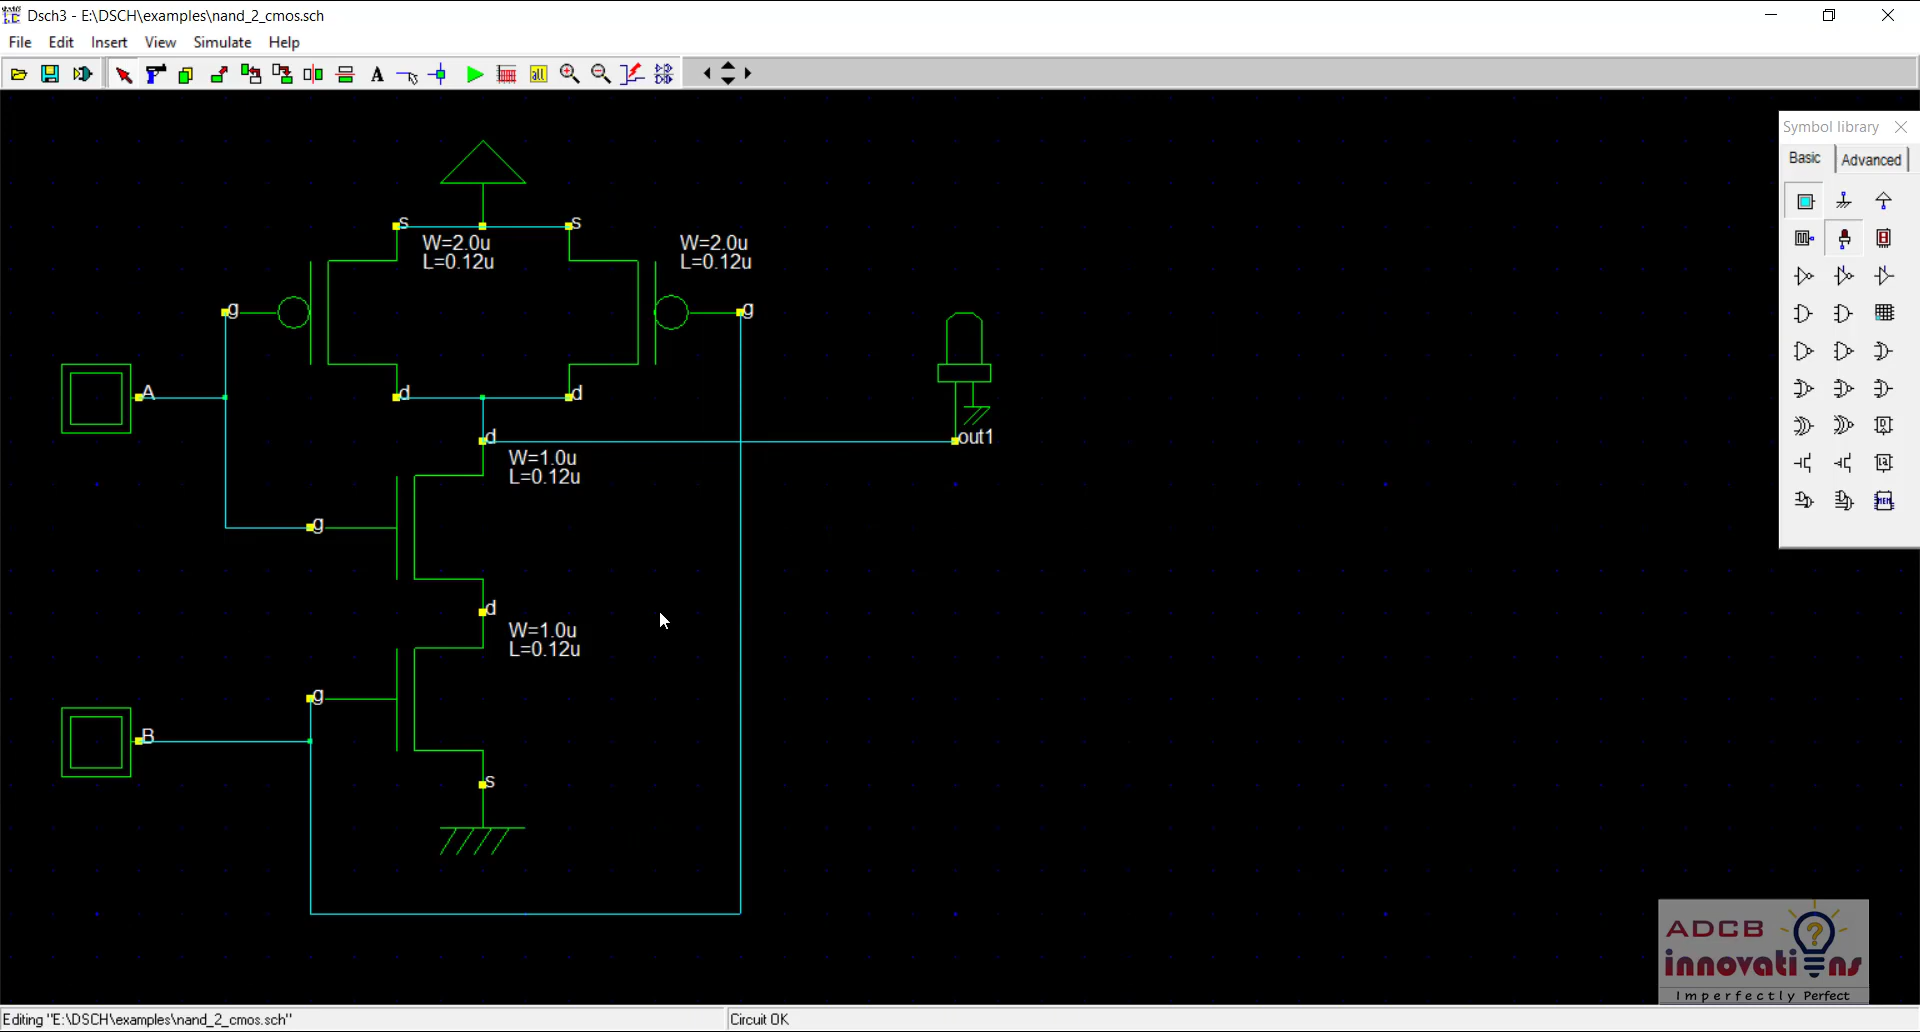 Dsch3 - E:\DSCH\examples\nand_2_cmos.sch
File Edit Insert View Simulate Help
A all
Symbol library
Basic Advanced
s s
W=2.0u
L=0.12u
W=2.0u
L=0.12u
g g
A d d
d out1
W=1.0u
L=0.12u
g
d
W=1.0u
L=0.12u
g
B
s
MEM
ADCB
innovations
Imperfectly Perfect
Editing "E:\DSCH\examples\nand_2_cmos.sch"
Circuit OK